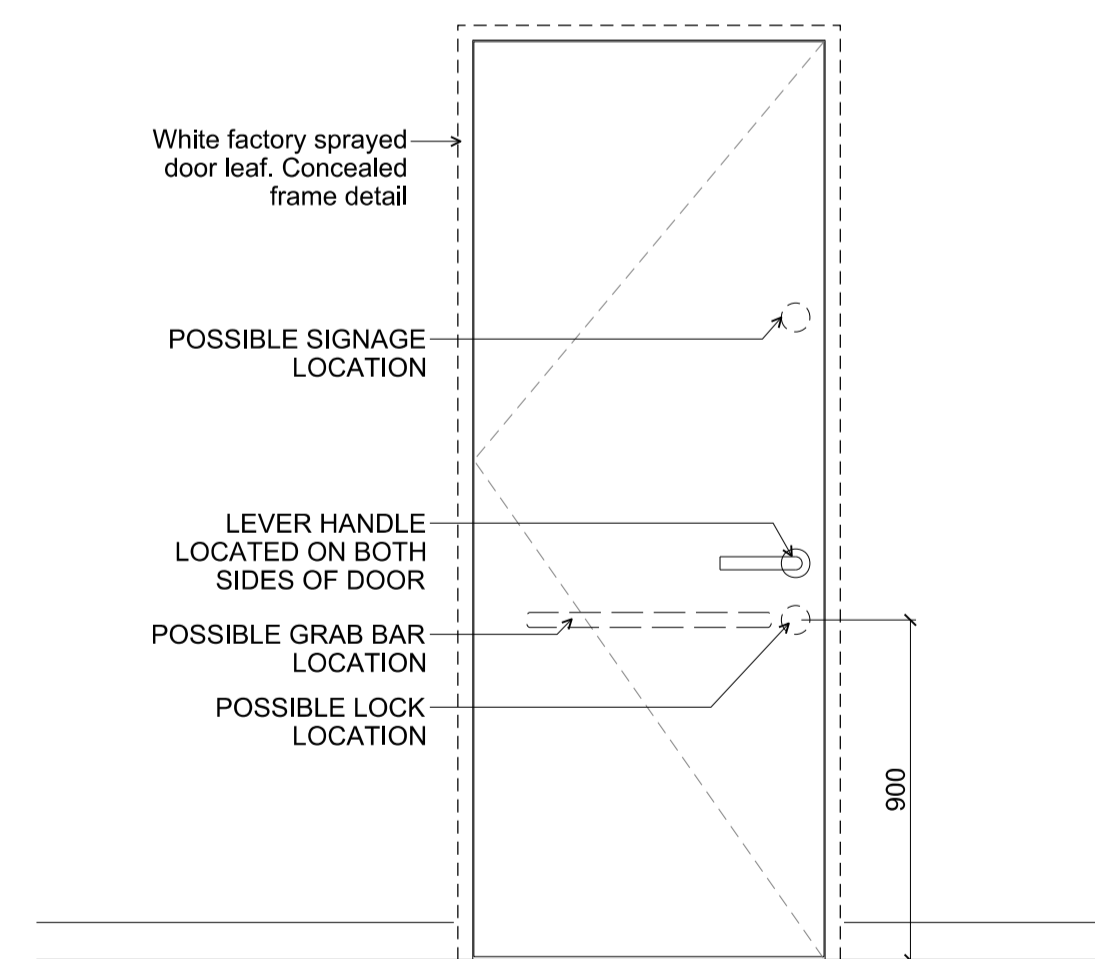 White factory sprayed
door leaf. Concealed
frame detail
POSSIBLE SIGNAGE
LOCATION
LEVER HANDLE
LOCATED ON BOTH
SIDES OF DOOR
POSSIBLE GRAB BAR
LOCATION
POSSIBLE LOCK
LOCATION
900